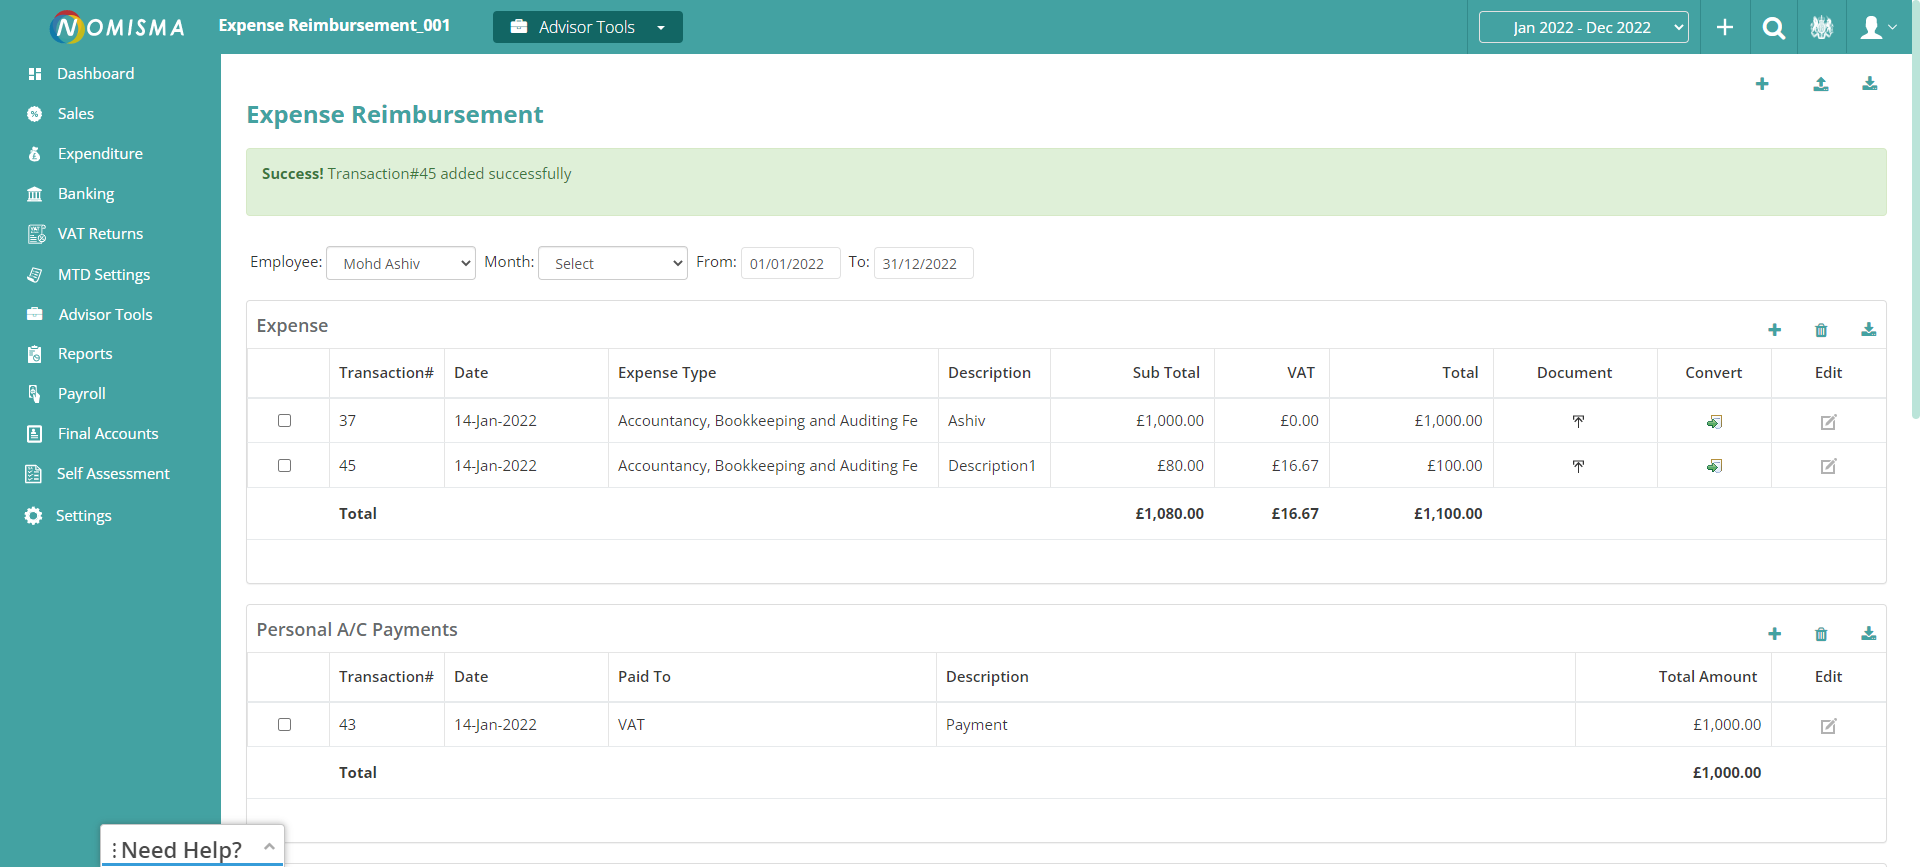 NOMISMA Expense Reimbursement_001 Advisor Tools Jan 2022 - Dec 2022
Dashboard
Sales
Expenditure
Banking
VAT Returns
MTD Settings
Advisor Tools
Reports
Payroll
Final Accounts
Self Assessment
Settings
Expense Reimbursement
Success! Transaction#45 added successfully
Employee: Mohd Ashiv Month: Select From: 01/01/2022 To: 31/12/2022
Expense
Transaction# Date Expense Type Description Sub Total VAT Total Document Convert Edit
37 14-Jan-2022 Accountancy, Bookkeeping and Auditing Fe Ashiv £1,000.00 £0.00 £1,000.00
45 14-Jan-2022 Accountancy, Bookkeeping and Auditing Fe Description1 £80.00 £16.67 £100.00
Total £1,080.00 £16.67 £1,100.00
Personal A/C Payments
Transaction# Date Paid To Description Total Amount Edit
43 14-Jan-2022 VAT Payment £1,000.00
Total £1,000.00
Need Help?